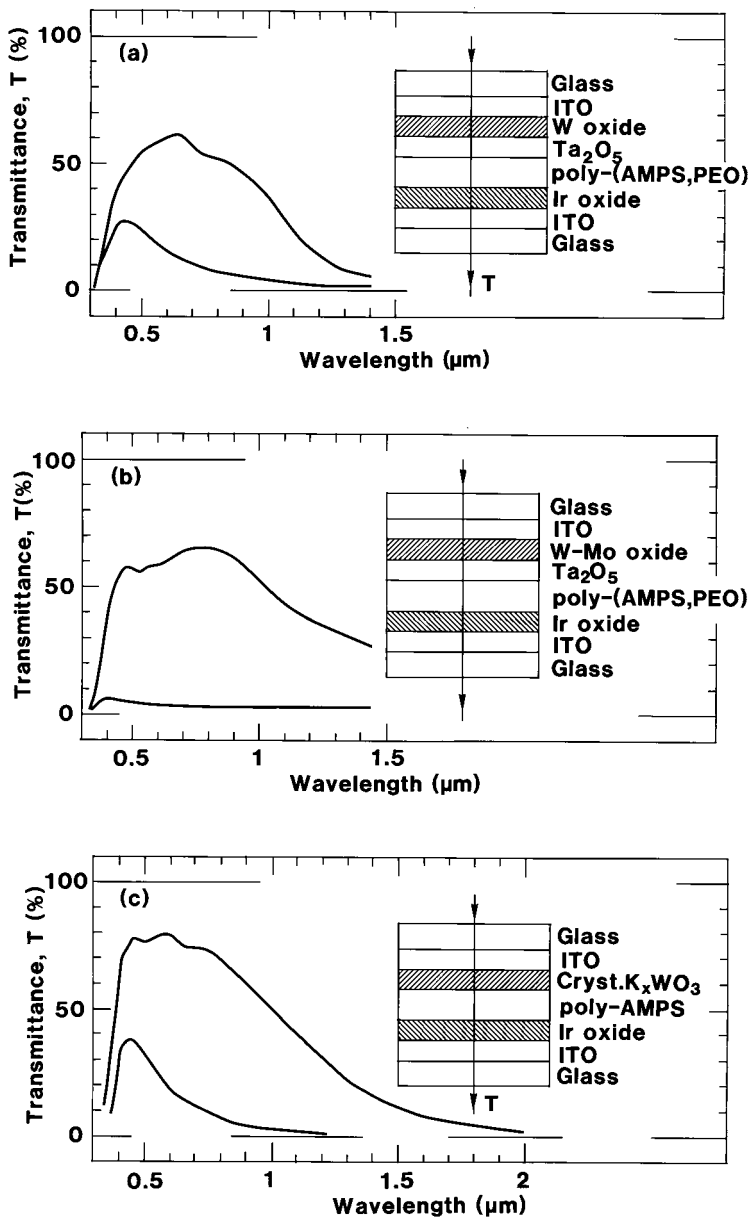 (a)
Transmittance, T (%)
100
50
0
0.5
1
1.5
Wavelength (μm)
Glass
ITO
W oxide
Ta₂O₅
poly-(AMPS,PEO)
Ir oxide
ITO
Glass
T
(b)
Transmittance, T(%)
100
50
0
0.5
1
1.5
Wavelength (μm)
Glass
ITO
W-Mo oxide
Ta₂O₅
poly-(AMPS,PEO)
Ir oxide
ITO
Glass
(c)
Transmittance, T (%)
100
50
0
0.5
1
1.5
2
Wavelength (μm)
Glass
ITO
Cryst.KₓWO₃
poly-AMPS
Ir oxide
ITO
Glass
T